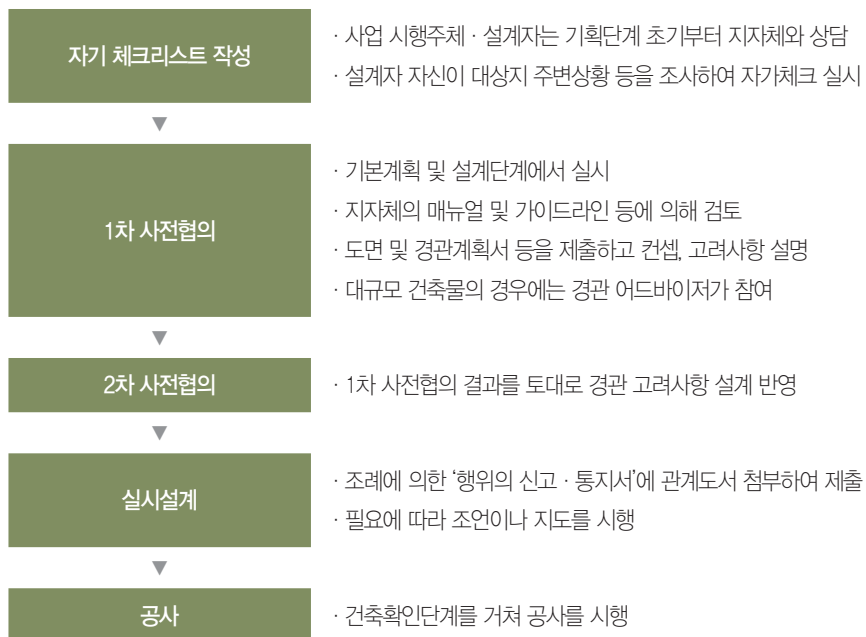 자기 체크리스트 작성
· 사업 시행주체 · 설계자는 기획단계 초기부터 지자체와 상담
· 설계자 자신이 대상지 주변상황 등을 조사하여 자가체크 실시
▼
1차 사전협의
· 기본계획 및 설계단계에서 실시
· 지자체의 매뉴얼 및 가이드라인 등에 의해 검토
· 도면 및 경관계획서 등을 제출하고 컨셉, 고려사항 설명
· 대규모 건축물의 경우에는 경관 어드바이저가 참여
▼
2차 사전협의
· 1차 사전협의 결과를 토대로 경관 고려사항 설계 반영
▼
실시설계
· 조례에 의한 ‘행위의 신고 · 통지서’에 관계도서 첨부하여 제출
· 필요에 따라 조언이나 지도를 시행
▼
공사
· 건축확인단계를 거쳐 공사를 시행